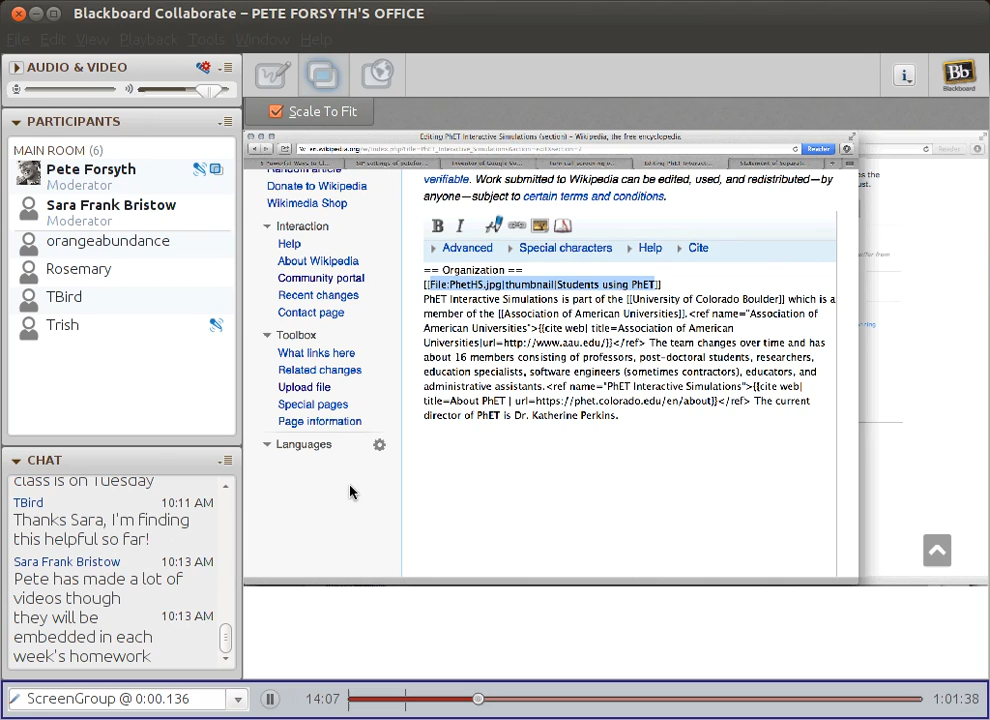 Blackboard Collaborate – PETE FORSYTH'S OFFICE
File Edit View Playback Tools Window Help
AUDIO & VIDEO
PARTICIPANTS
MAIN ROOM (6)
Pete Forsyth
Moderator
Sara Frank Bristow
Moderator
orangeabundance
Rosemary
TBird
Trish
CHAT
class is on Tuesday
TBird 10:11 AM
Thanks Sara, I'm finding
this helpful so far!
Sara Frank Bristow 10:13 AM
Pete has made a lot of
videos though
they will be 10:13 AM
embedded in each
week's homework
Bb
Blackboard
Scale To Fit
Editing PhET Interactive Simulations (section) – Wikipedia, the free encyclopedia
Reader
Random article
Donate to Wikipedia
Wikimedia Shop
Interaction
Help
About Wikipedia
Community portal
Recent changes
Contact page
Toolbox
What links here
Related changes
Upload file
Special pages
Page information
Languages
verifiable. Work submitted to Wikipedia can be edited, used, and redistributed—by
anyone—subject to certain terms and conditions.
B I
Advanced Special characters Help Cite
== Organization ==
[[File:PhetHS.jpg|thumbnail|Students using PhET]]
PhET Interactive Simulations is part of the [[University of Colorado Boulder]] which is a
member of the [[Association of American Universities]].<ref name="Association of
American Universities">{{cite web| title=Association of American
Universities|url=http://www.aau.edu/}}</ref> The team changes over time and has
about 16 members consisting of professors, post-doctoral students, researchers,
education specialists, software engineers (sometimes contractors), educators, and
administrative assistants.<ref name="PhET Interactive Simulations">{{cite web|
title=About PhET | url=https://phet.colorado.edu/en/about}}</ref> The current
director of PhET is Dr. Katherine Perkins.
ScreenGroup @ 0:00.136
14:07
1:01:38